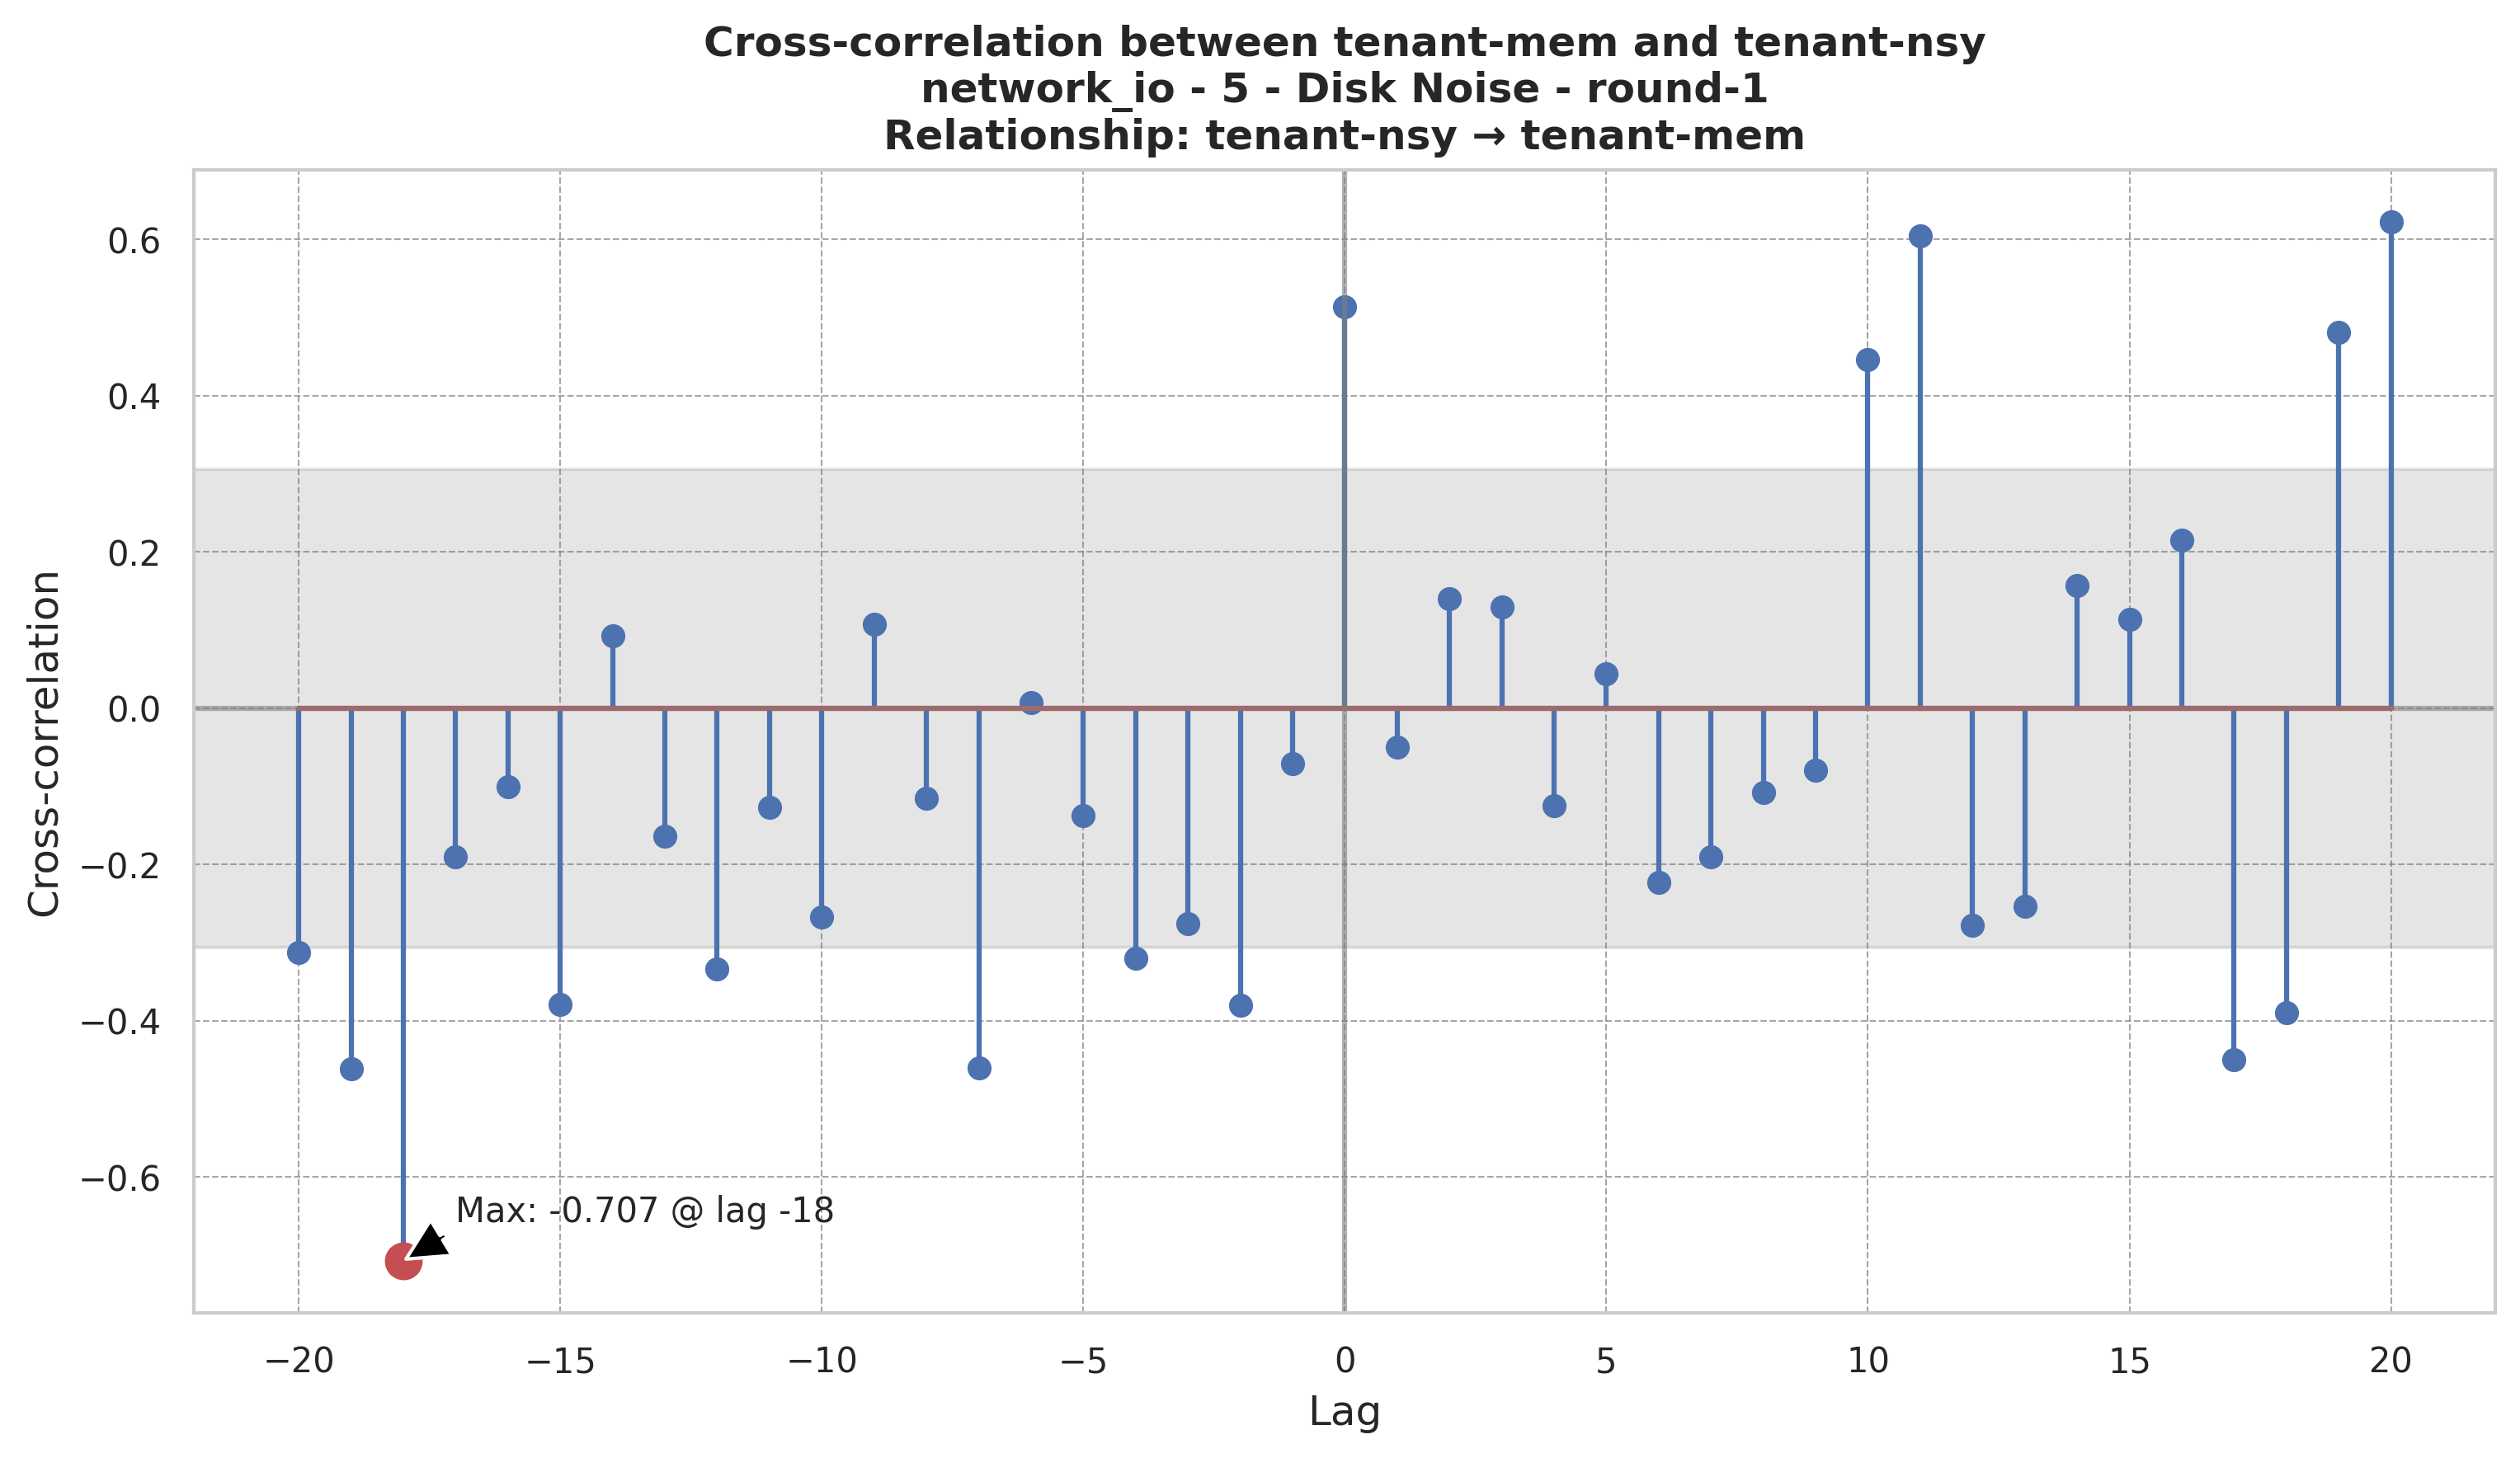 Cross-correlation between tenant-mem and tenant-nsy
network_io - 5 - Disk Noise - round-1
Relationship: tenant-nsy → tenant-mem
Cross-correlation
0.6
0.4
0.2
0.0
−0.2
−0.4
−0.6
Max: -0.707 @ lag -18
−20 −15 −10 −5 0 5 10 15 20
Lag